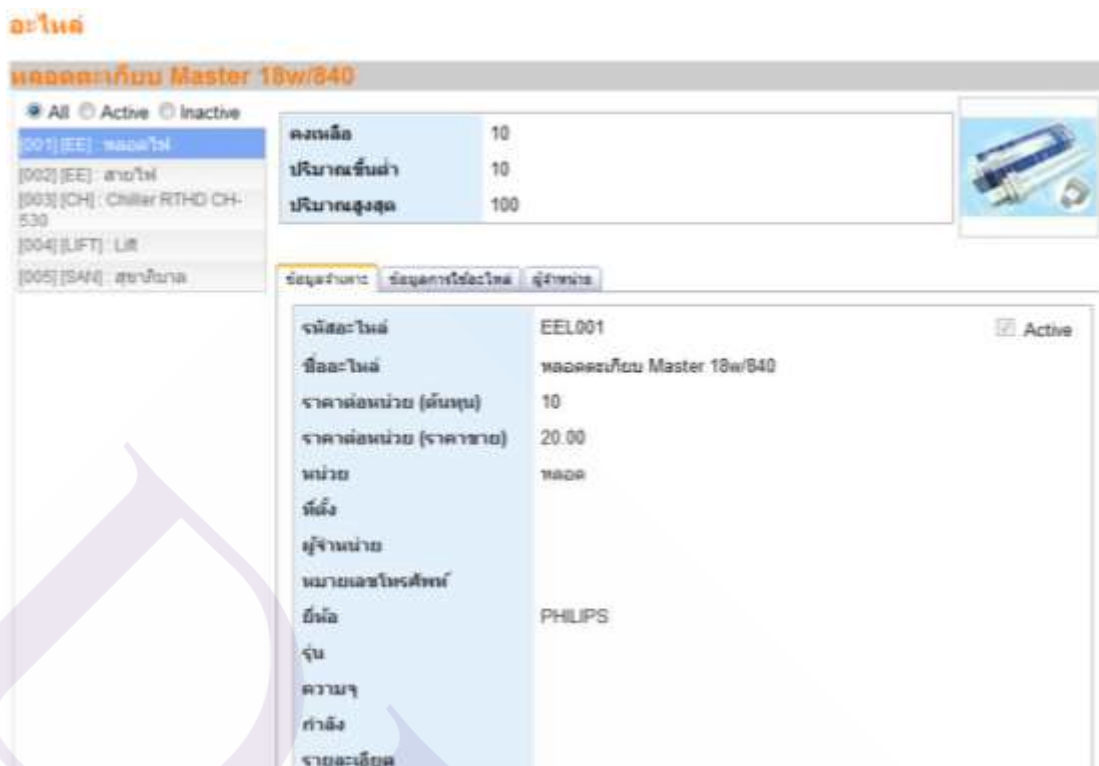 อะไหล่
หลอดตะเกียบ Master 18w/840
All Active Inactive
[001] [EE] : หลอดไฟ
[002] [EE] : สายไฟ
[003] [CH] : Chiller RTHD CH-
530
[004] [LIFT] : Lift
[005] [SAN] : สุขาภิบาล
คงเหลือ 10
ปริมาณขั้นต่ำ 10
ปริมาณสูงสุด 100
ข้อมูลจำเพาะ ข้อมูลการใช้อะไหล่ ผู้จำหน่าย
รหัสอะไหล่ EEL001 Active
ชื่ออะไหล่ หลอดตะเกียบ Master 18w/840
ราคาต่อหน่วย (ต้นทุน) 10
ราคาต่อหน่วย (ราคาขาย) 20.00
หน่วย หลอด
ที่ตั้ง
ผู้จำหน่าย
หมายเลขโทรศัพท์
ยี่ห้อ PHILIPS
รุ่น
ความจุ
กำลัง
รายละเอียด